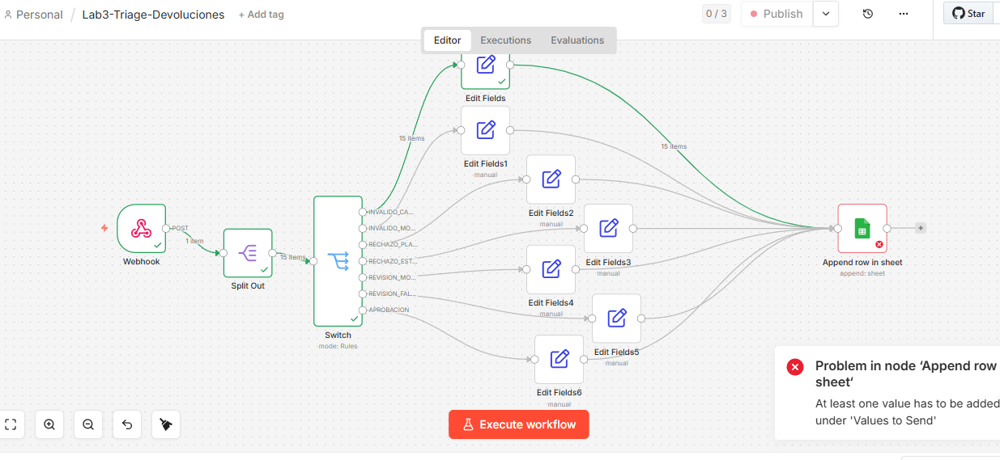 Personal / Lab3-Triage-Devoluciones + Add tag
0 / 3
Publish
Star
Editor Executions Evaluations
Edit Fields
15 items
15 items
Edit Fields1
manual
Edit Fields2
manual
INVALIDO_CA...
INVALIDO_MO...
RECHAZO_PLA...
RECHAZO_EST...
REVISION_MO...
REVISION_FAL...
APROBACION
POST
1 item
Webhook
15 items
Split Out
Switch
mode: Rules
Edit Fields3
manual
Append row in sheet
append: sheet
Edit Fields4
manual
Edit Fields5
manual
Edit Fields6
manual
Problem in node ‘Append row
sheet‘
At least one value has to be added
under 'Values to Send'
Execute workflow